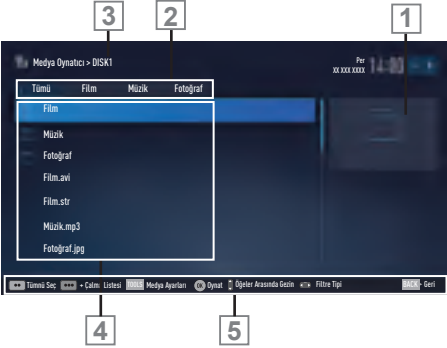 3 2 1
Medya Oynatıcı > DISK1
Per
XX XXX XXXX
14:03
Tümü Film Müzik Fotoğraf
Film
Müzik
Fotoğraf
Film.avi
Film.str
Müzik.mp3
Fotoğraf.jpg
Tümnü Seç + Çalma Listesi TOOLS Medya Ayarları OK Oynat Öğeler Arasında Gezin Filtre Tipi BACK - Geri
4 5